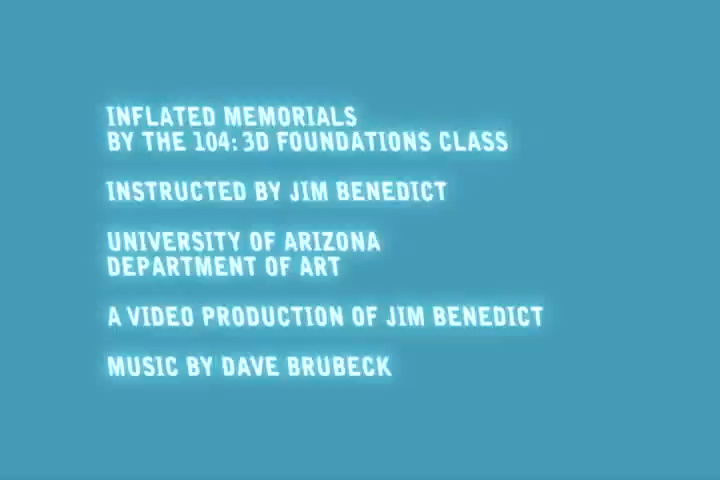 INFLATED MEMORIALS
BY THE 104: 3D FOUNDATIONS CLASS
INSTRUCTED BY JIM BENEDICT
UNIVERSITY OF ARIZONA
DEPARTMENT OF ART
A VIDEO PRODUCTION OF JIM BENEDICT
MUSIC BY DAVE BRUBECK